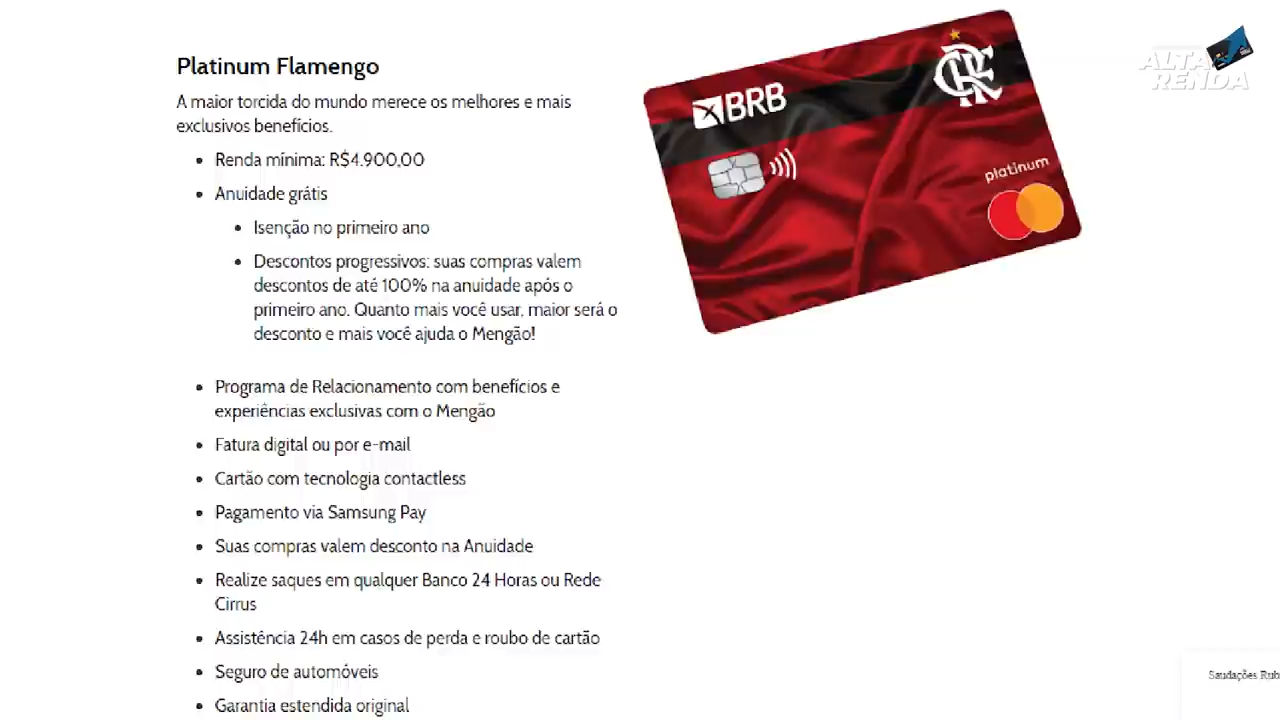 Platinum Flamengo
A maior torcida do mundo merece os melhores e mais
exclusivos benefícios.
Renda mínima: R$4.900,00
Anuidade grátis
Isenção no primeiro ano
Descontos progressivos: suas compras valem
descontos de até 100% na anuidade após o
primeiro ano. Quanto mais você usar, maior será o
desconto e mais você ajuda o Mengão!
Programa de Relacionamento com benefícios e
experiências exclusivas com o Mengão
Fatura digital ou por e-mail
Cartão com tecnologia contactless
Pagamento via Samsung Pay
Suas compras valem desconto na Anuidade
Realize saques em qualquer Banco 24 Horas ou Rede
Cirrus
Assistência 24h em casos de perda e roubo de cartão
Seguro de automóveis
Garantia estendida original
BRB
CRF
platinum
ALTA
RENDA
Saudações Rub